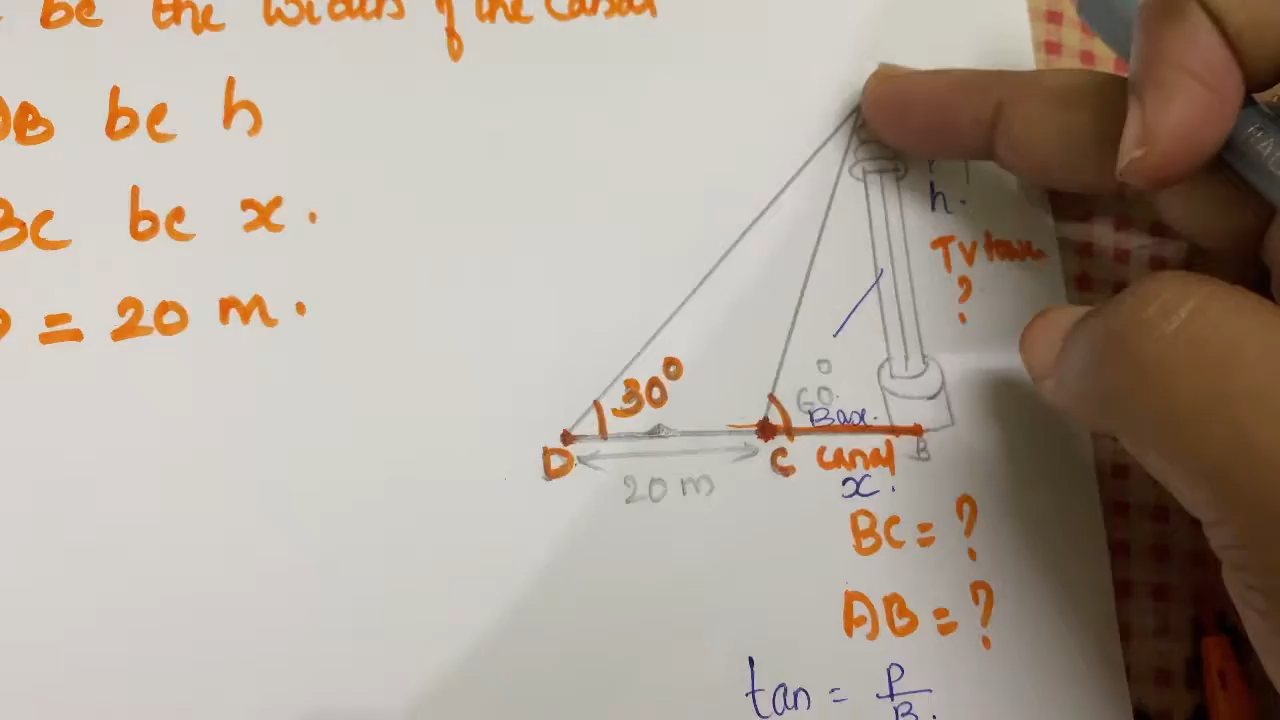 be the width of the canal
AB be h
BC be x.
= 20 m.
h.
TV tower
?
30°
60°
Base.
D
C
canal
B
20 m
x.
BC = ?
AB = ?
tan = P
B.